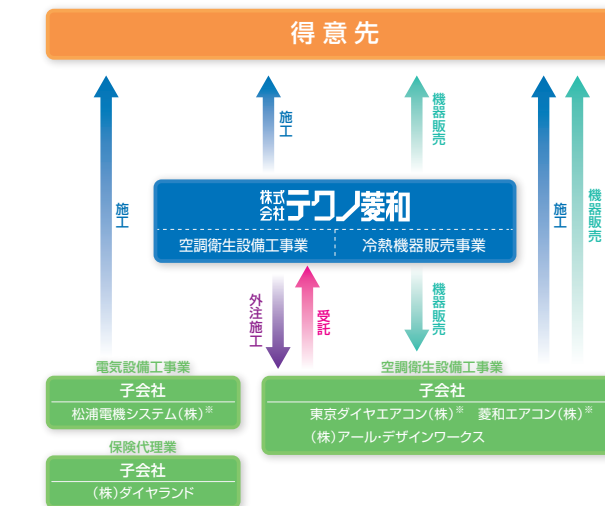 得意先
施工
機器販売
施工
施工
機器販売
株式会社テクノ菱和
空調衛生設備工事業
冷熱機器販売事業
外注施工
受託
機器販売
電気設備工事業
子会社
松浦電機システム(株)※
空調衛生設備工事業
子会社
東京ダイヤエアコン(株)※ 菱和エアコン(株)※
(株)アール・デザインワークス
保険代理業
子会社
(株)ダイヤランド